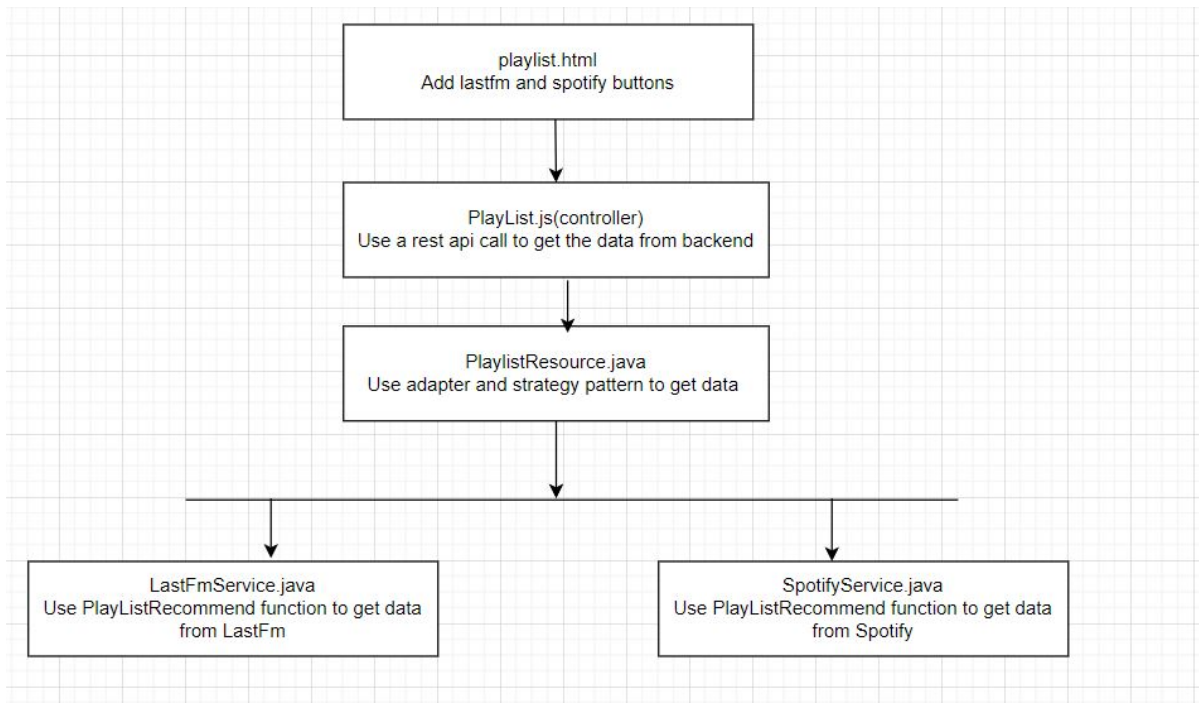 playlist.html
Add lastfm and spotify buttons
PlayList.js(controller)
Use a rest api call to get the data from backend
PlaylistResource.java
Use adapter and strategy pattern to get data
LastFmService.java
Use PlayListRecommend function to get data
from LastFm
SpotifyService.java
Use PlayListRecommend function to get data
from Spotify